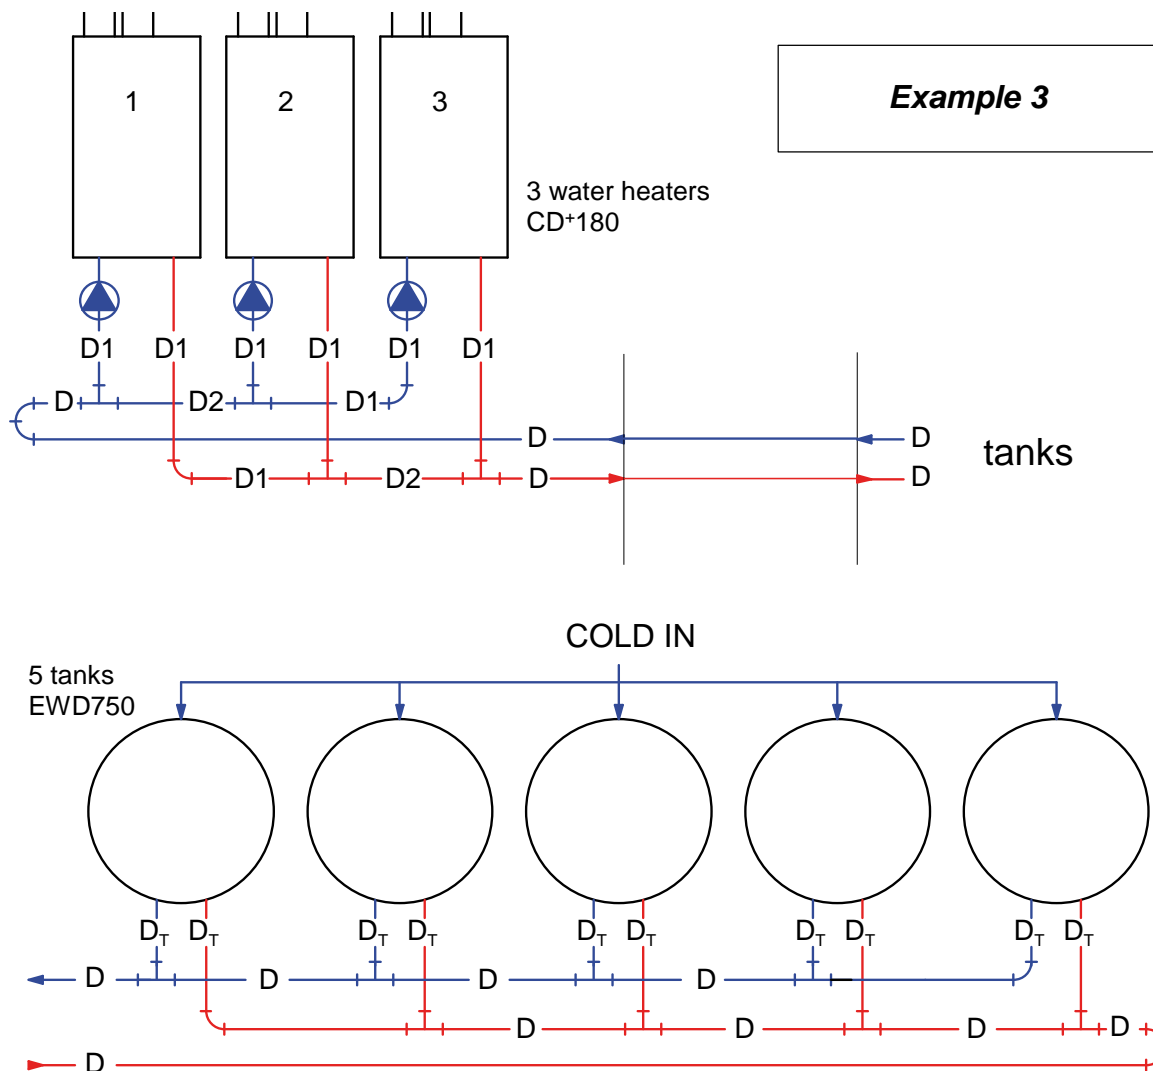 1 2 3
Example 3
3 water heaters
CD+180
D1 D1 D1 D1 D1 D1
D D2 D1
D D
tanks
D1 D2 D D
COLD IN
5 tanks
EWD750
DT DT DT DT DT DT DT DT DT DT
D D D D
D D D D
D